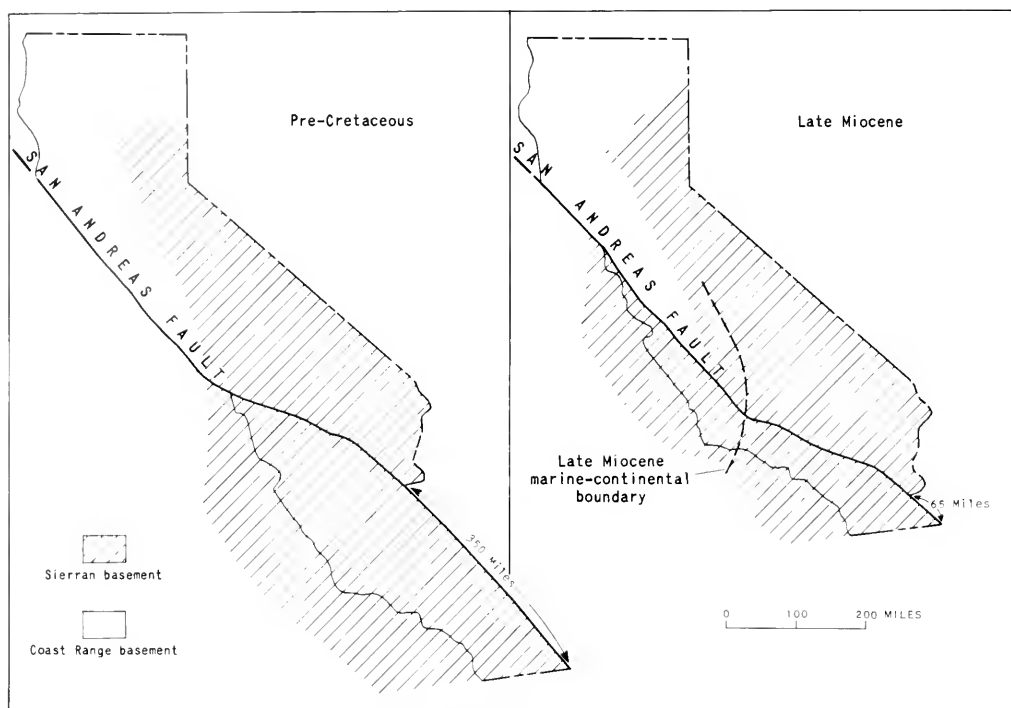 Pre-Cretaceous
SAN ANDREAS FAULT
350 Miles
Sierran basement
Coast Range basement
Late Miocene
SAN ANDREAS FAULT
Late Miocene
marine-continental
boundary
65 Miles
0 100 200 MILES